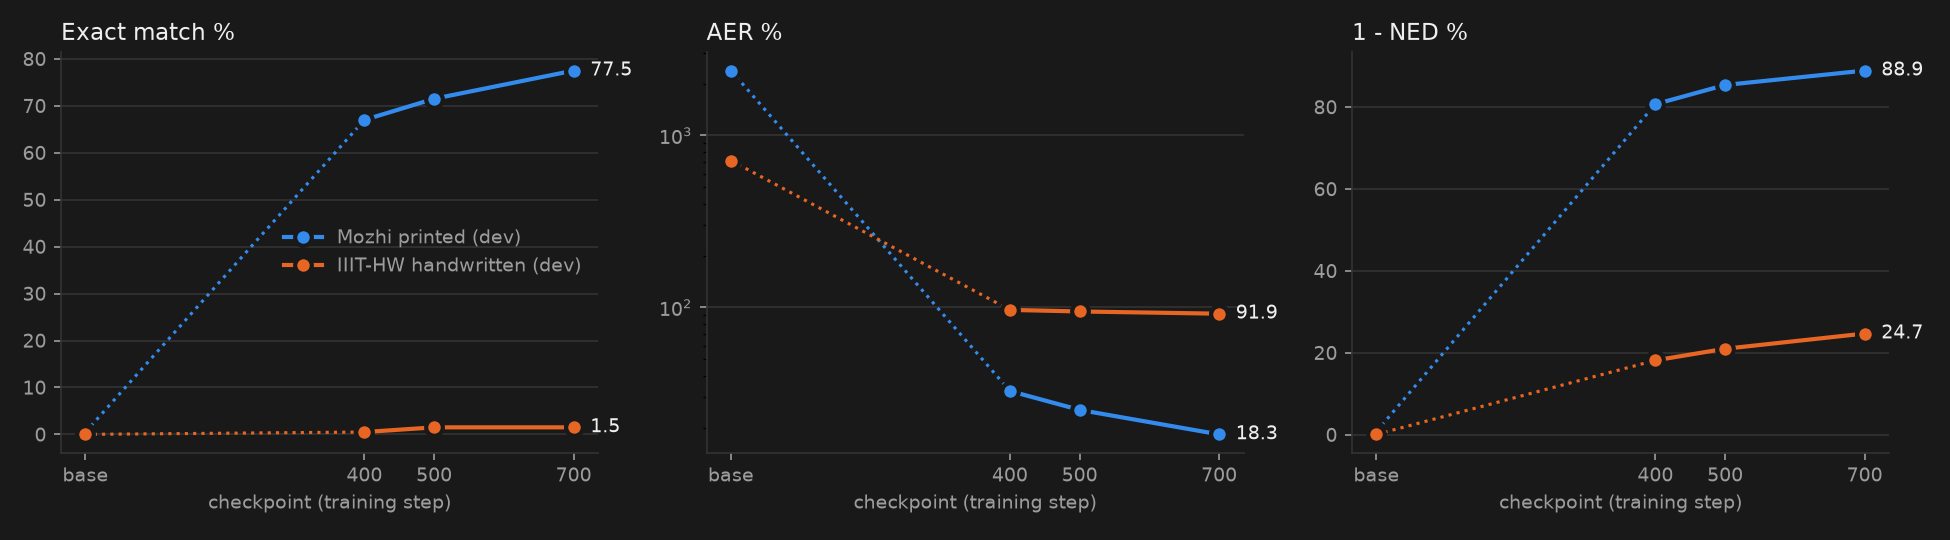 Exact match %
80
70
60
50
40
30
20
10
0
77.5
1.5
Mozhi printed (dev)
IIIT-HW handwritten (dev)
base 400 500 700
checkpoint (training step)
AER %
10³
10²
91.9
18.3
base 400 500 700
checkpoint (training step)
1 - NED %
80
60
40
20
0
88.9
24.7
base 400 500 700
checkpoint (training step)